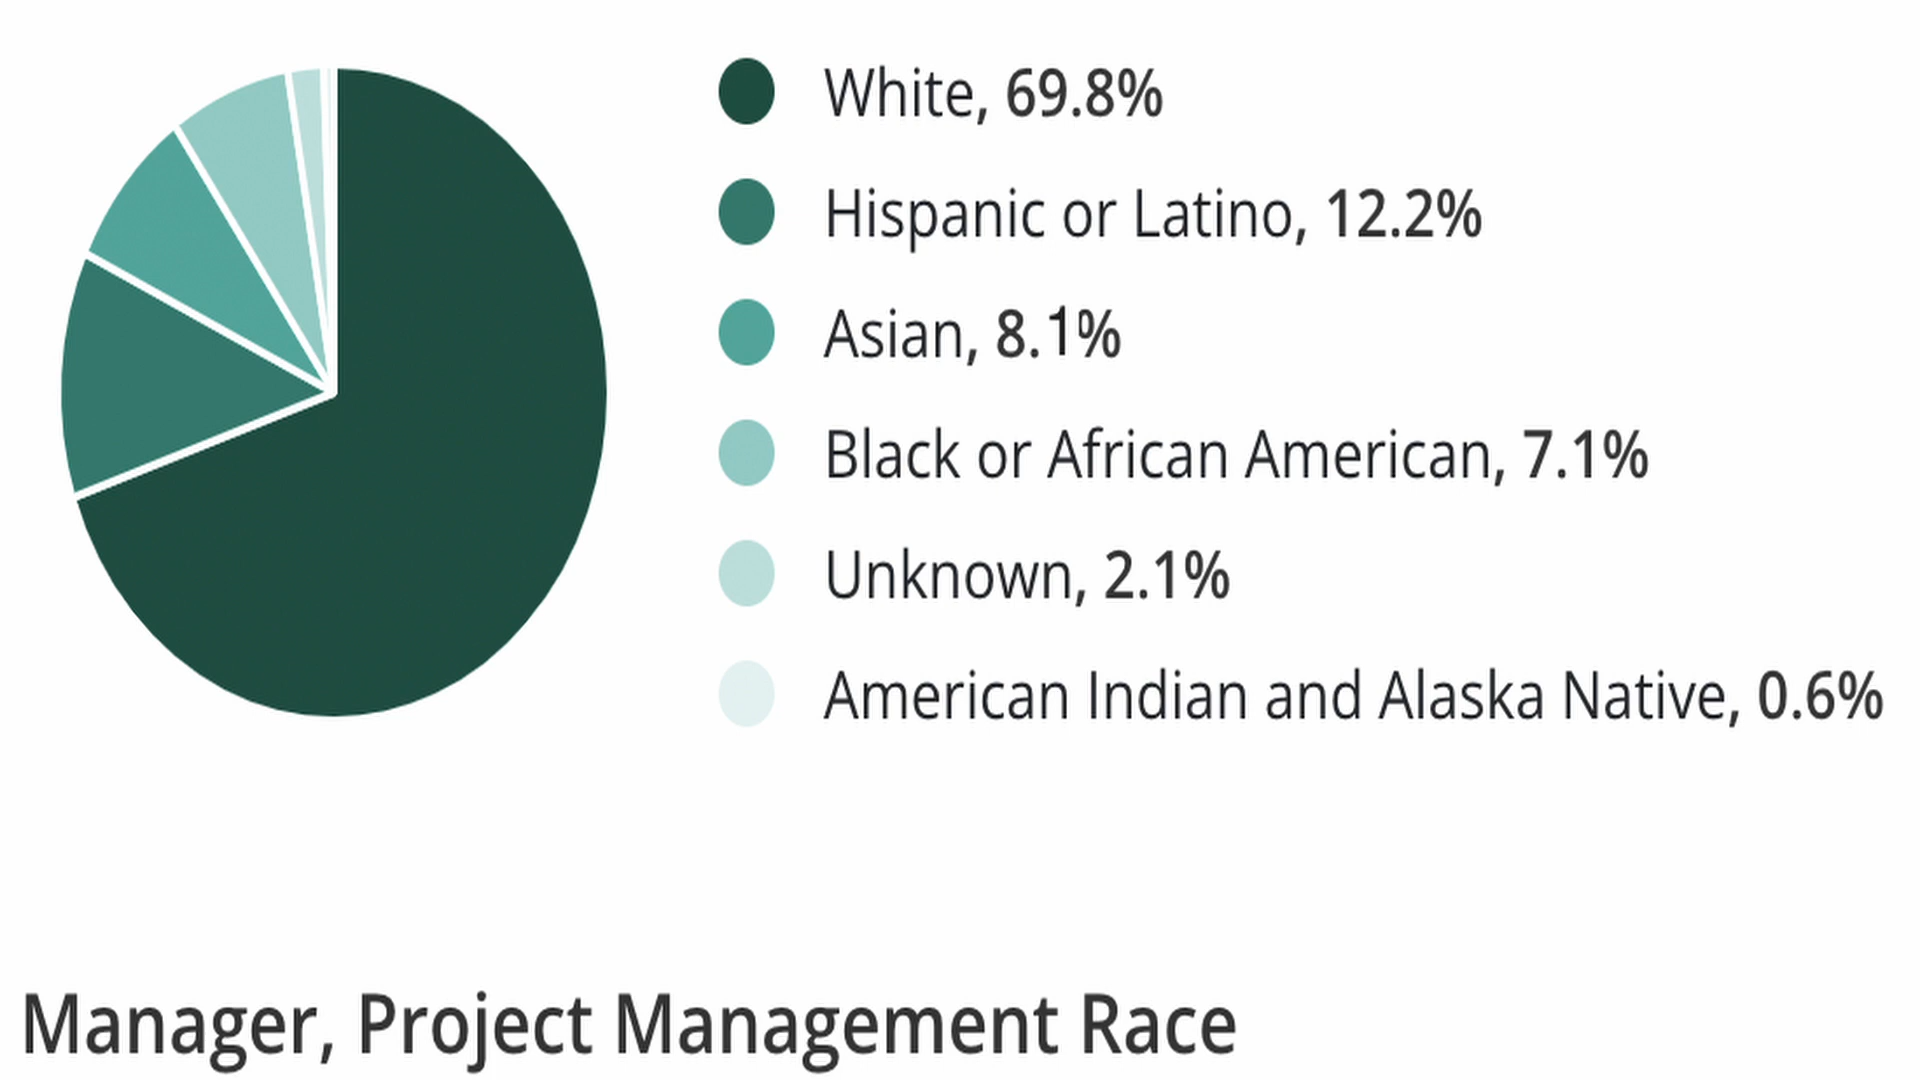 White, 69.8%
Hispanic or Latino, 12.2%
Asian, 8.1%
Black or African American, 7.1%
Unknown, 2.1%
American Indian and Alaska Native, 0.6%
Manager, Project Management Race